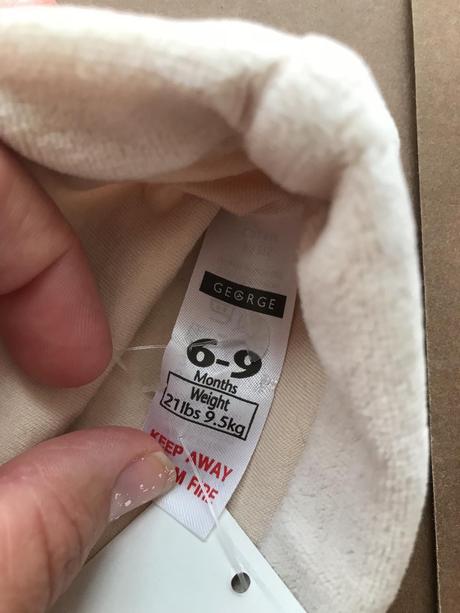 GEORGE
6-9
Months
Weight
21lbs 9.5kg
KEEP AWAY
FIRE